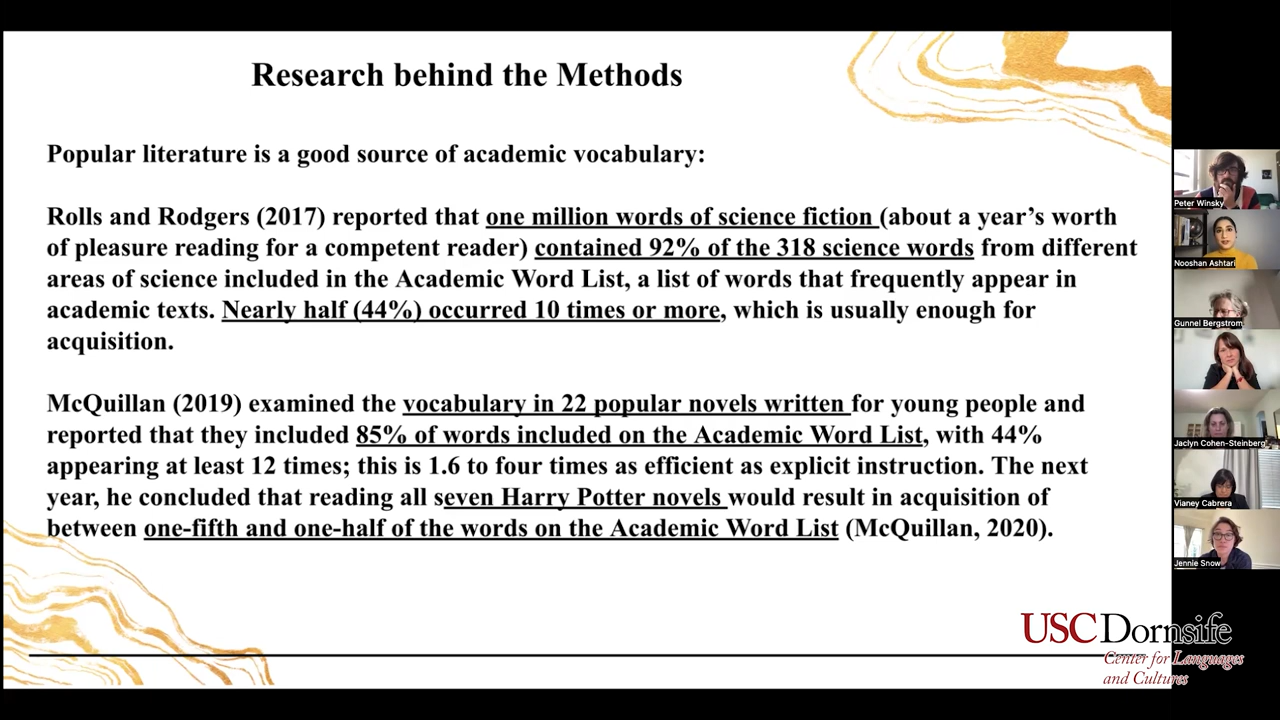 Research behind the Methods
Popular literature is a good source of academic vocabulary:
Rolls and Rodgers (2017) reported that one million words of science fiction (about a year’s worth
of pleasure reading for a competent reader) contained 92% of the 318 science words from different
areas of science included in the Academic Word List, a list of words that frequently appear in
academic texts. Nearly half (44%) occurred 10 times or more, which is usually enough for
acquisition.
McQuillan (2019) examined the vocabulary in 22 popular novels written for young people and
reported that they included 85% of words included on the Academic Word List, with 44%
appearing at least 12 times; this is 1.6 to four times as efficient as explicit instruction. The next
year, he concluded that reading all seven Harry Potter novels would result in acquisition of
between one-fifth and one-half of the words on the Academic Word List (McQuillan, 2020).
Peter Winsky
Nooshan Ashtari
Gunnel Bergstrom
Jaclyn Cohen-Steinberg
Vianey Cabrera
Jennie Snow
USC Dornsife
Center for Languages
and Cultures